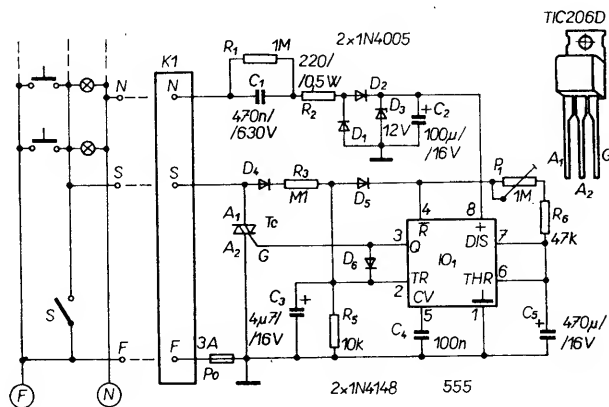 TIC206D
K1
R1
1M
2x1N4005
220/
/0,5W
N
N
N
C1
470n/
/630V
R2
D1
D2
D3
12V
C2
100µ/
/16V
A1
A2
G
S
S
S
D4
R3
M1
D5
P1
1M
R6
47k
A1
A2
Tc
G
4
8
R
+
3
Q
DIS
7
IO1
D6
2
TR
THR
6
CV
5
1
C3
4µ7/
/16V
R5
10k
C4
100n
C5
470µ/
/16V
S
F
F
F
3A
Po
2x1N4148
555
F
N